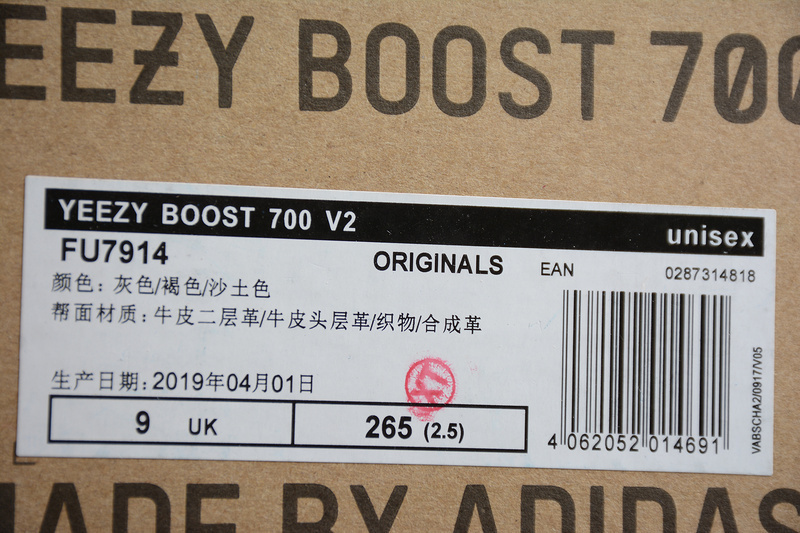 EEZY BOOST 700
YEEZY BOOST 700 V2
unisex
FU7914
ORIGINALS
EAN
0287314818
颜色：灰色/褐色/沙土色
帮面材质：牛皮二层革/牛皮头层革/织物/合成革
生产日期：2019年04月01日
9 UK
265 (2.5)
4 062052 014691
VABSCHA2/0917/V05
MADE BY ADIDAS